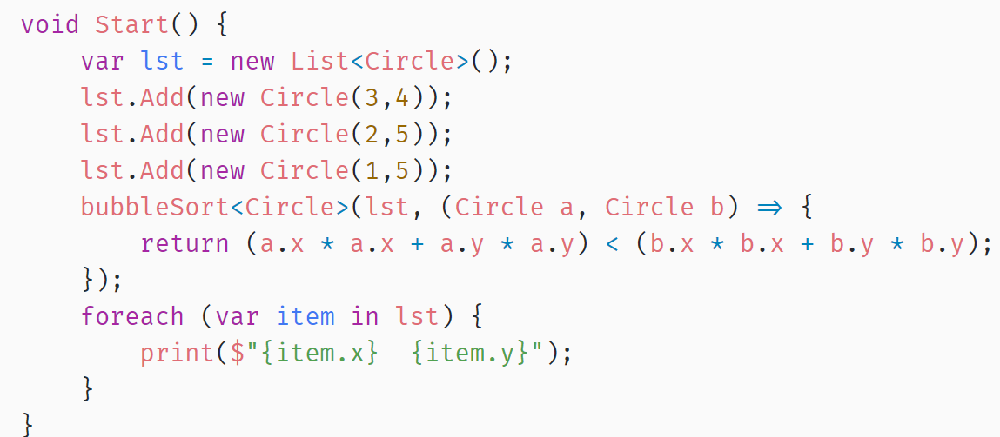 void Start() {
    var lst = new List<Circle>();
    lst.Add(new Circle(3,4));
    lst.Add(new Circle(2,5));
    lst.Add(new Circle(1,5));
    bubbleSort<Circle>(lst, (Circle a, Circle b) => {
        return (a.x * a.x + a.y * a.y) < (b.x * b.x + b.y * b.y);
    });
    foreach (var item in lst) {
        print($"{item.x}  {item.y}");
    }
}